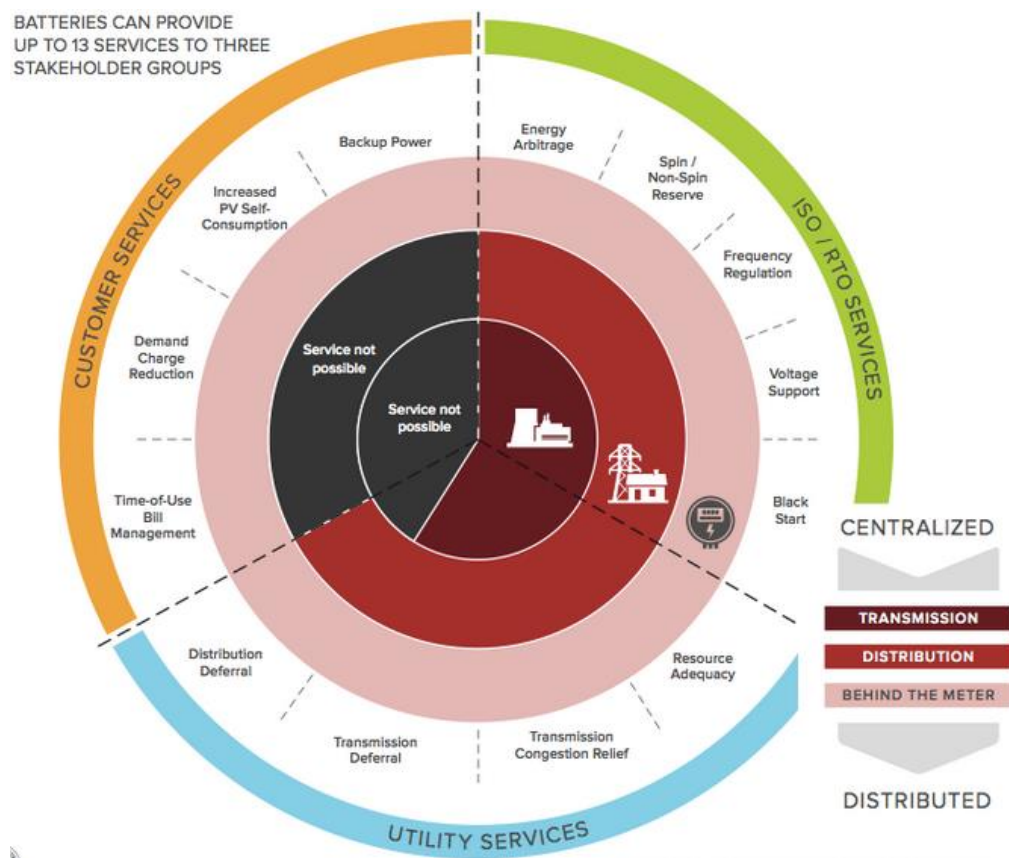 BATTERIES CAN PROVIDE
UP TO 13 SERVICES TO THREE
STAKEHOLDER GROUPS
CUSTOMER SERVICES
ISO / RTO SERVICES
UTILITY SERVICES
Backup Power
Increased
PV Self-
Consumption
Demand
Charge
Reduction
Time-of-Use
Bill
Management
Energy
Arbitrage
Spin /
Non-Spin
Reserve
Frequency
Regulation
Voltage
Support
Black
Start
Service not
possible
Service not
possible
Distribution
Deferral
Transmission
Deferral
Transmission
Congestion Relief
Resource
Adequacy
CENTRALIZED
TRANSMISSION
DISTRIBUTION
BEHIND THE METER
DISTRIBUTED